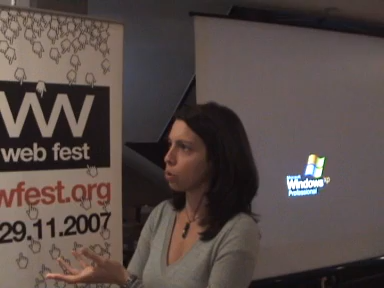 W
web fest
wfest.org
29.11.2007
Windows xp
Professional